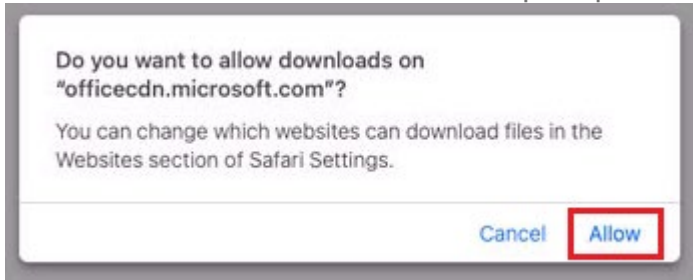 Do you want to allow downloads on
“officecdn.microsoft.com”?
You can change which websites can download files in the
Websites section of Safari Settings.
Cancel
Allow